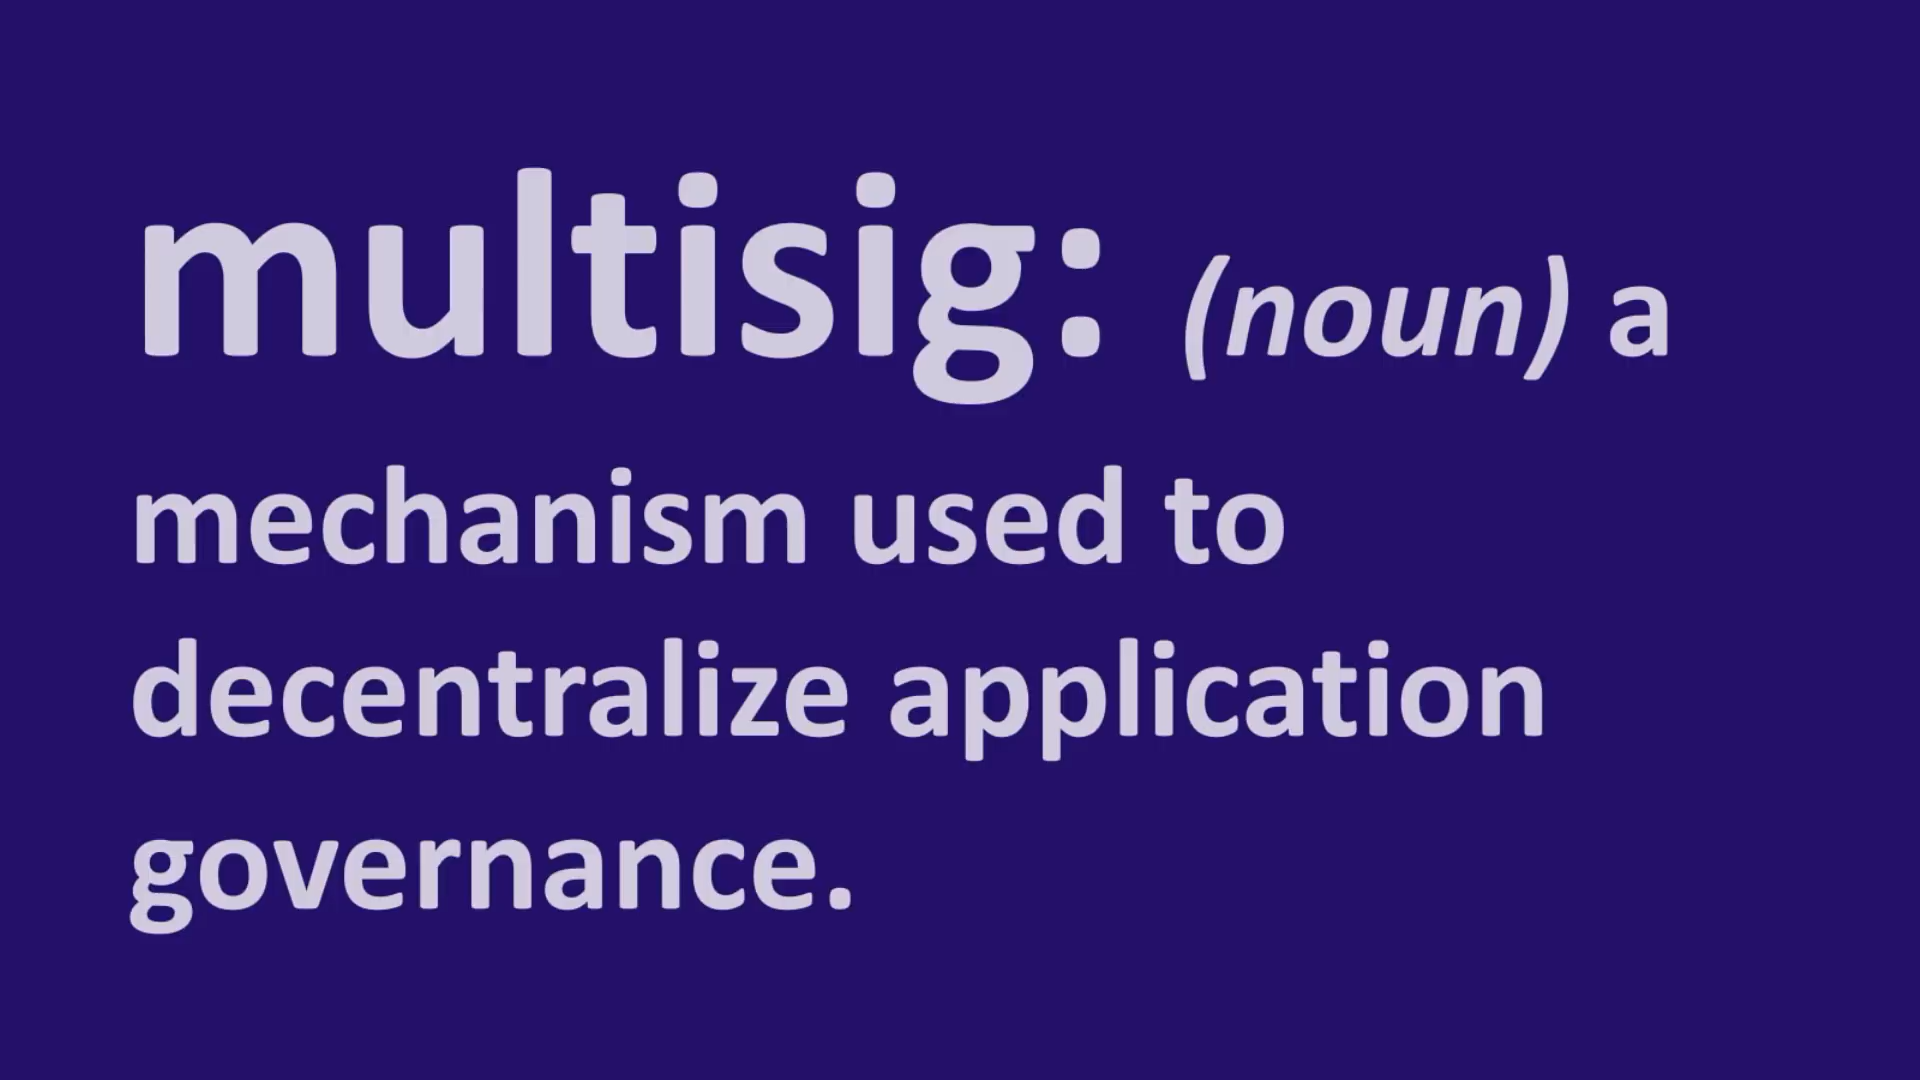 multisig: (noun) a
mechanism used to
decentralize application
governance.